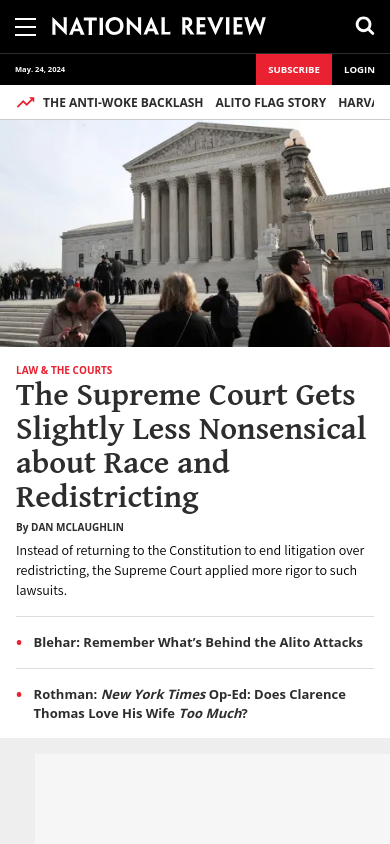 NATIONAL REVIEW
May. 24, 2024
SUBSCRIBE
LOGIN
THE ANTI-WOKE BACKLASH ALITO FLAG STORY HARVA
LAW & THE COURTS
The Supreme Court Gets
Slightly Less Nonsensical
about Race and
Redistricting
By DAN MCLAUGHLIN
Instead of returning to the Constitution to end litigation over
redistricting, the Supreme Court applied more rigor to such
lawsuits.
• Blehar: Remember What’s Behind the Alito Attacks
• Rothman: New York Times Op-Ed: Does Clarence
Thomas Love His Wife Too Much?